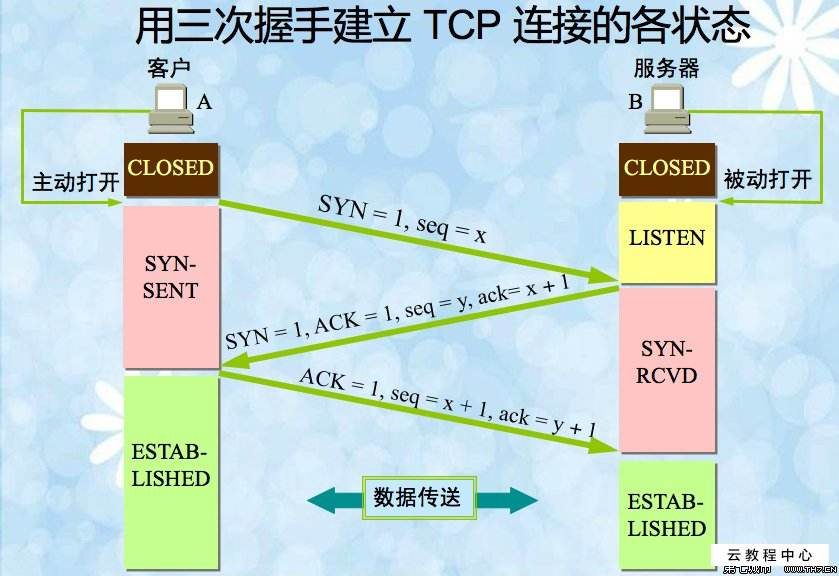 用三次握手建立 TCP 连接的各状态
客户
服务器
A
B
CLOSED
CLOSED
主动打开
被动打开
SYN = 1, seq = x
LISTEN
SYN-
SENT
SYN = 1, ACK = 1, seq = y, ack= x + 1
SYN-
RCVD
ACK = 1, seq = x + 1, ack = y + 1
ESTAB-
LISHED
数据传送
ESTAB-
LISHED
云教程中心
WWW.TH7.CN